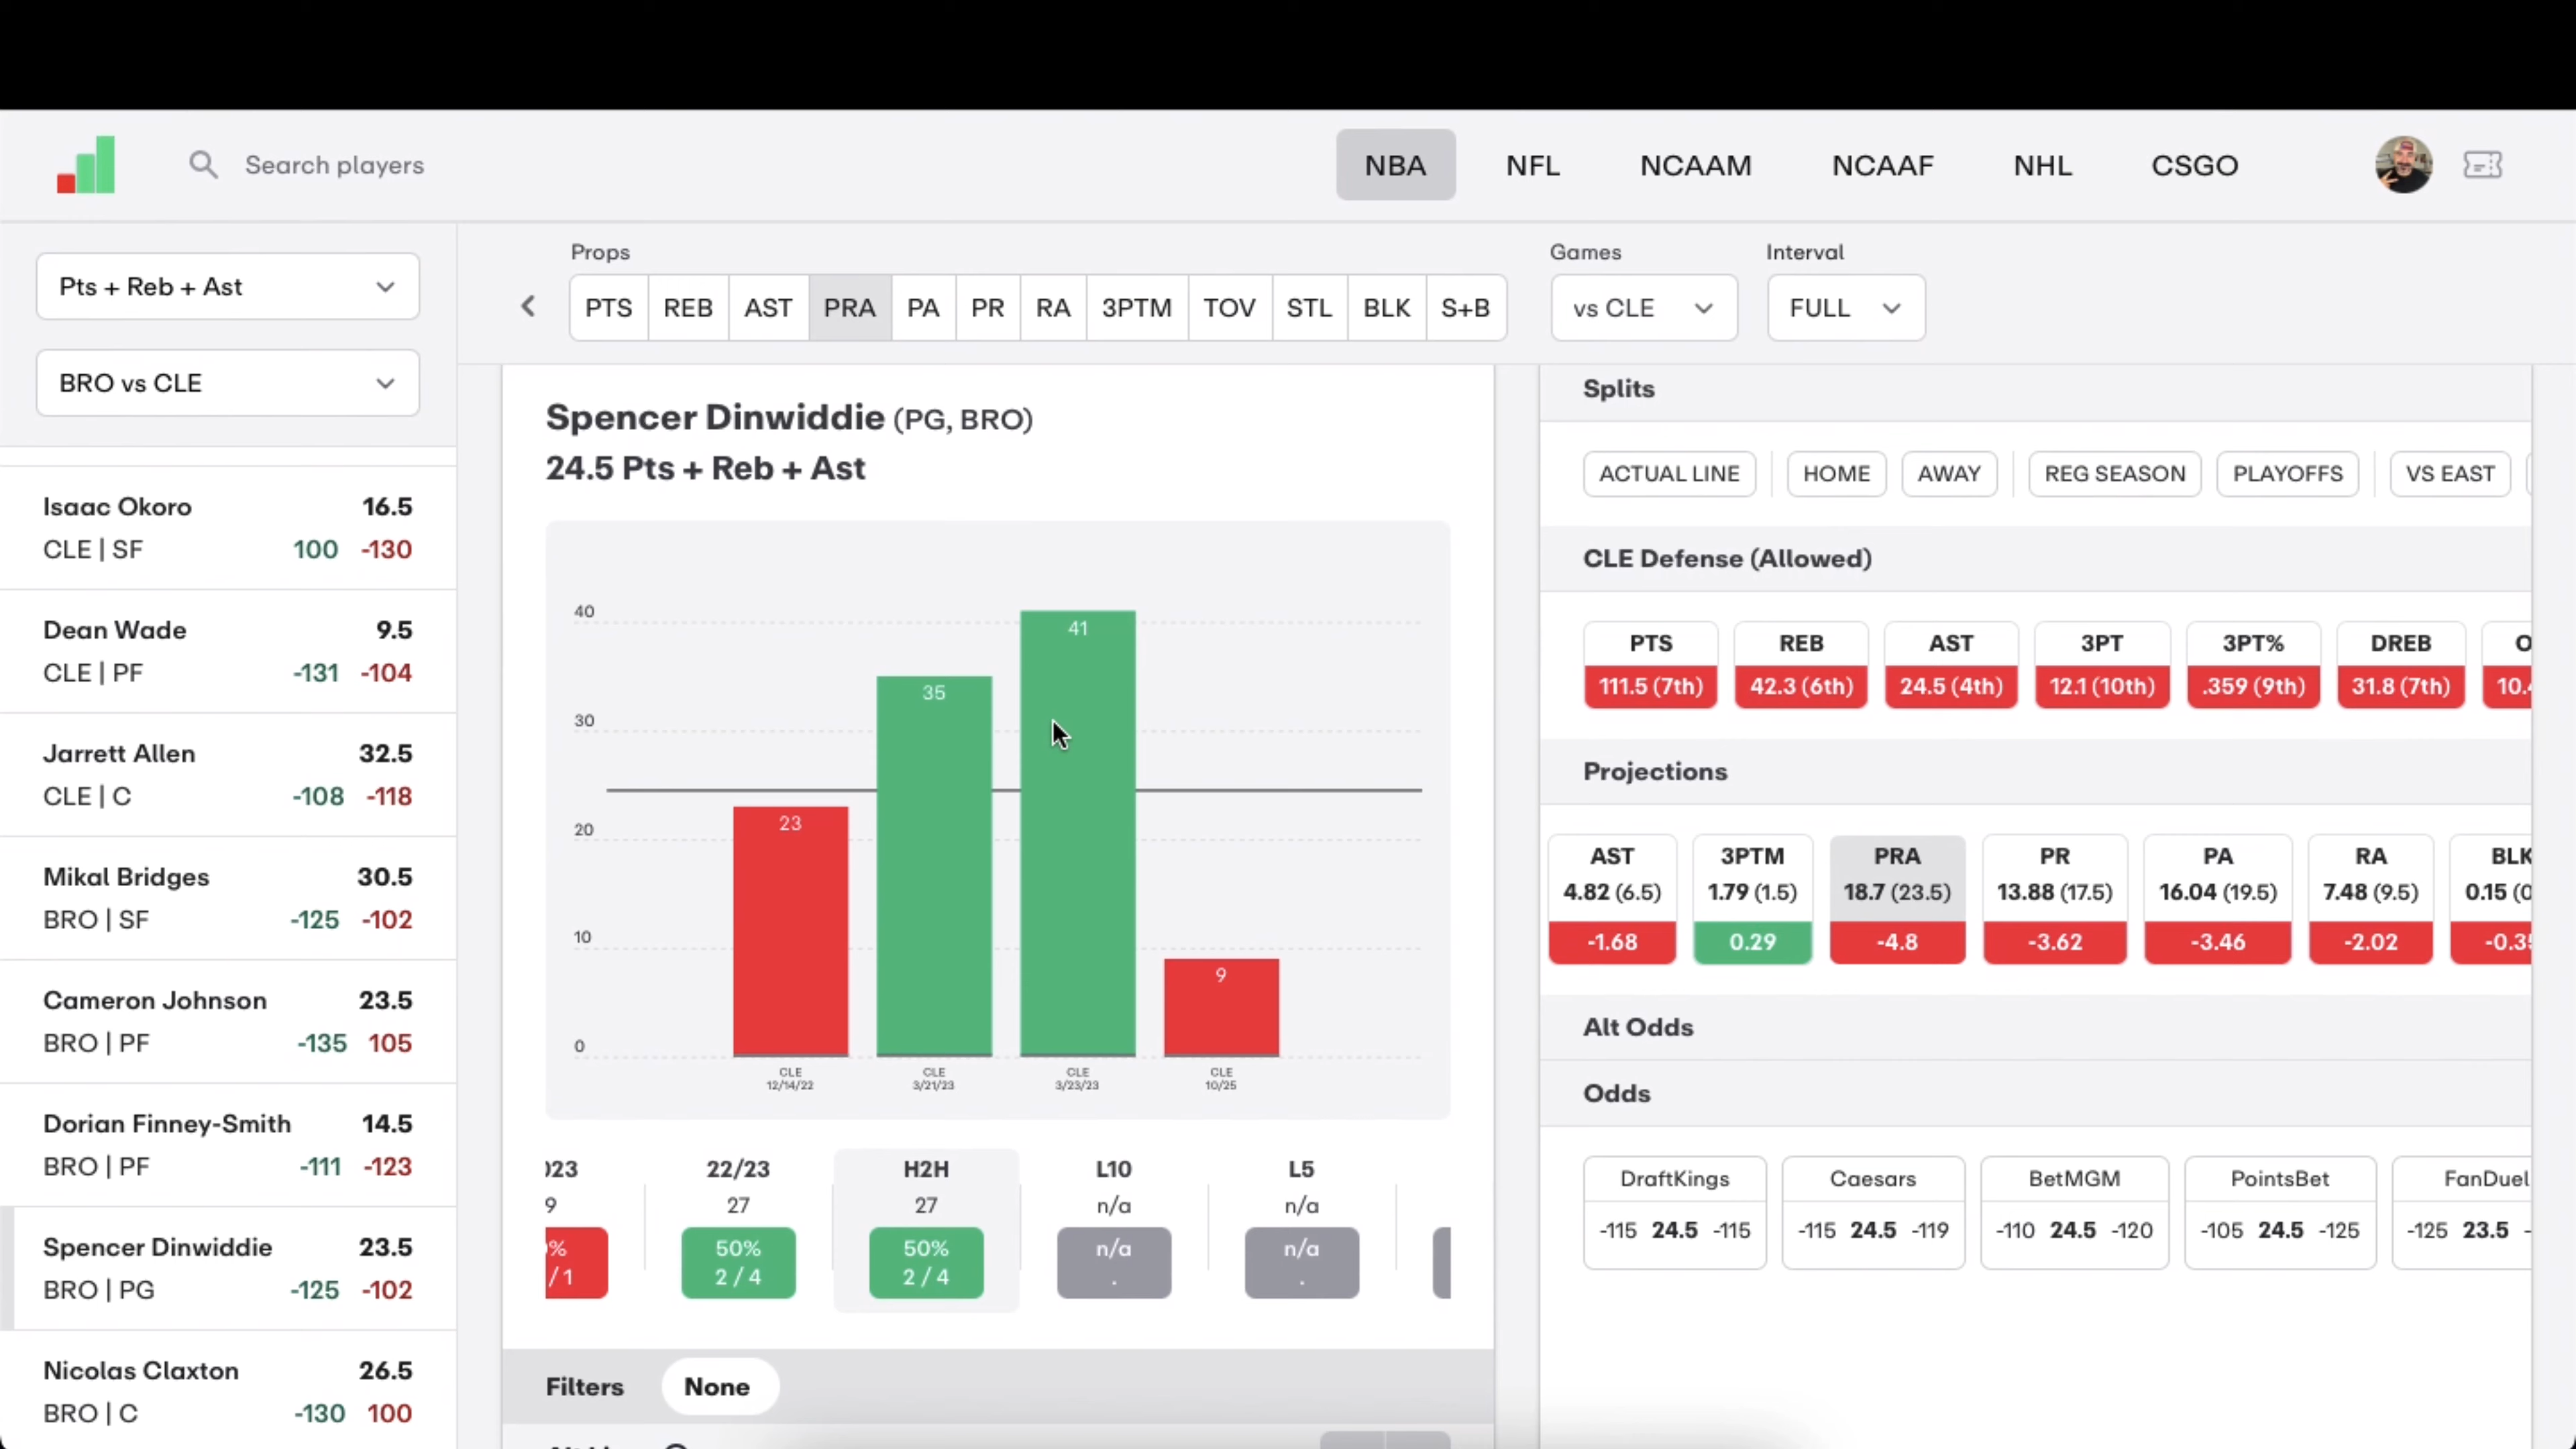 Search players
NBA
NFL
NCAAM
NCAAF
NHL
CSGO
Pts + Reb + Ast
BRO vs CLE
Props
PTS REB AST PRA PA PR RA 3PTM TOV STL BLK S+B
Games
vs CLE
Interval
FULL
Isaac Okoro 16.5
CLE | SF 100 -130
Dean Wade 9.5
CLE | PF -131 -104
Jarrett Allen 32.5
CLE | C -108 -118
Mikal Bridges 30.5
BRO | SF -125 -102
Cameron Johnson 23.5
BRO | PF -135 105
Dorian Finney-Smith 14.5
BRO | PF -111 -123
Spencer Dinwiddie 23.5
BRO | PG -125 -102
Nicolas Claxton 26.5
BRO | C -130 100
Spencer Dinwiddie (PG, BRO)
24.5 Pts + Reb + Ast
40
30
20
10
0
23
35
41
9
CLE
12/14/22
CLE
3/21/23
CLE
3/23/23
CLE
10/25
023 22/23 H2H L10 L5
9 27 27 n/a n/a
% 50% 50% n/a n/a
/ 1 2 / 4 2 / 4 . .
Filters None
Splits
ACTUAL LINE HOME AWAY REG SEASON PLAYOFFS VS EAST
CLE Defense (Allowed)
PTS REB AST 3PT 3PT% DREB O
111.5 (7th) 42.3 (6th) 24.5 (4th) 12.1 (10th) .359 (9th) 31.8 (7th) 10.
Projections
AST 3PTM PRA PR PA RA BLK
4.82 (6.5) 1.79 (1.5) 18.7 (23.5) 13.88 (17.5) 16.04 (19.5) 7.48 (9.5) 0.15 (0
-1.68 0.29 -4.8 -3.62 -3.46 -2.02 -0.3
Alt Odds
Odds
DraftKings Caesars BetMGM PointsBet FanDuel
-115 24.5 -115 -115 24.5 -119 -110 24.5 -120 -105 24.5 -125 -125 23.5 -